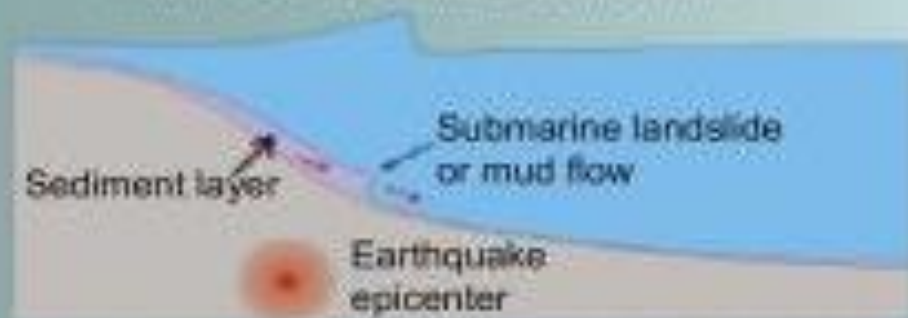 Submarine landslide
or mud flow
Sediment layer
Earthquake
epicenter